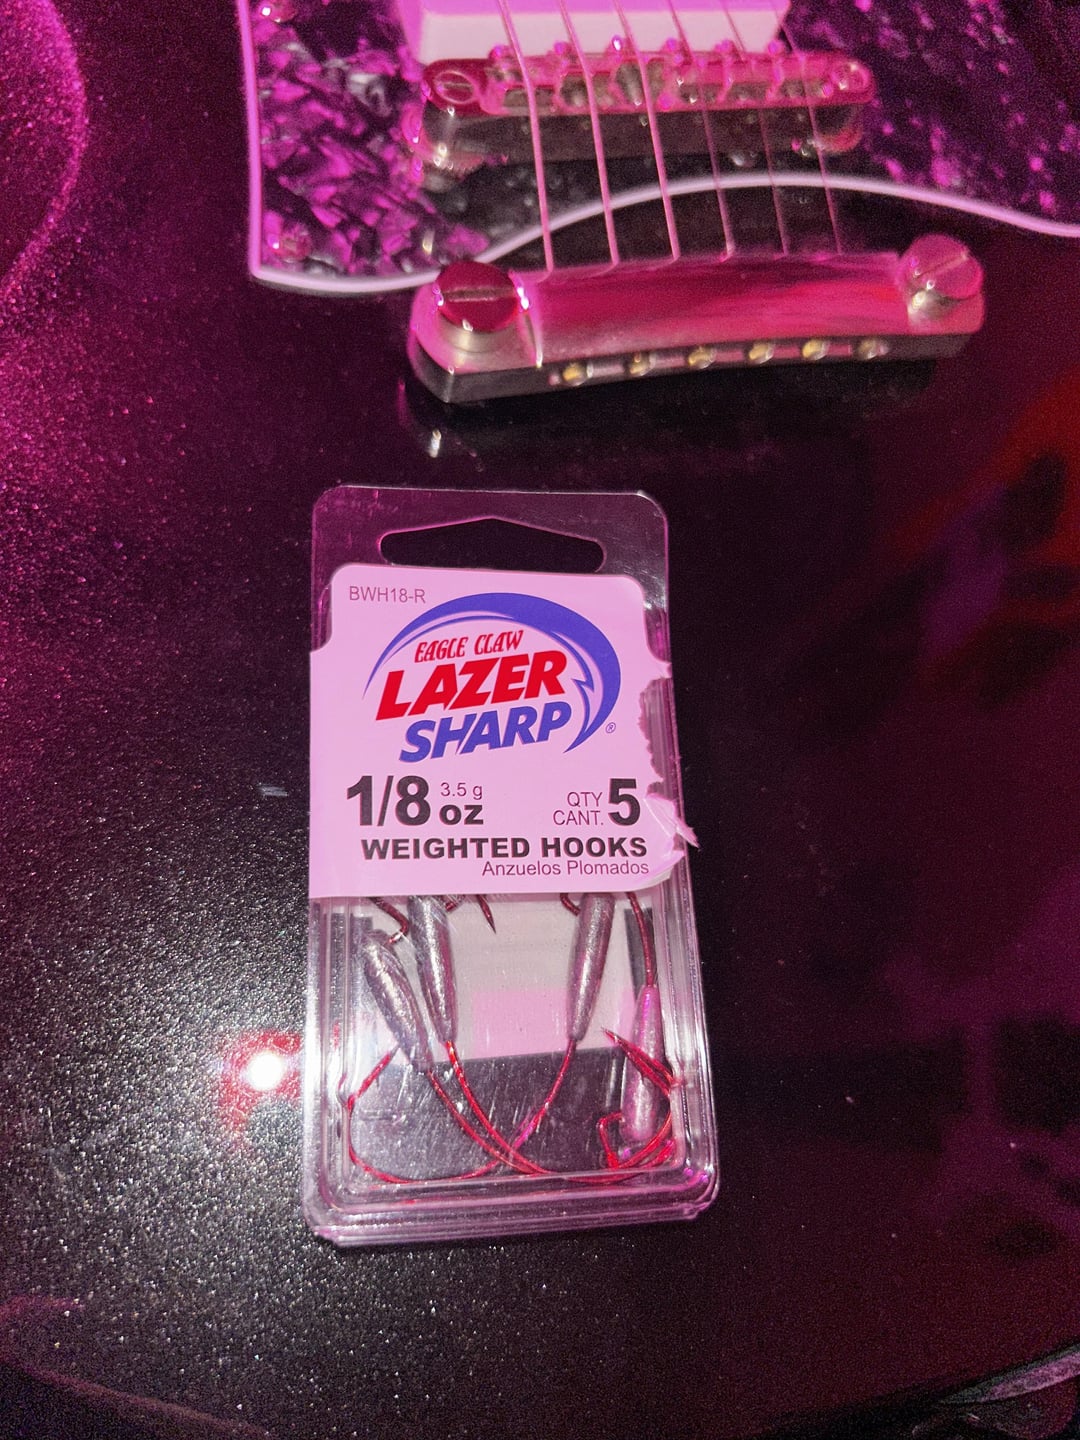 BWH18-R
EAGLE CLAW
LAZER
SHARP®
1/8 oz 3.5 g
QTY CANT. 5
WEIGHTED HOOKS
Anzuelos Plomados